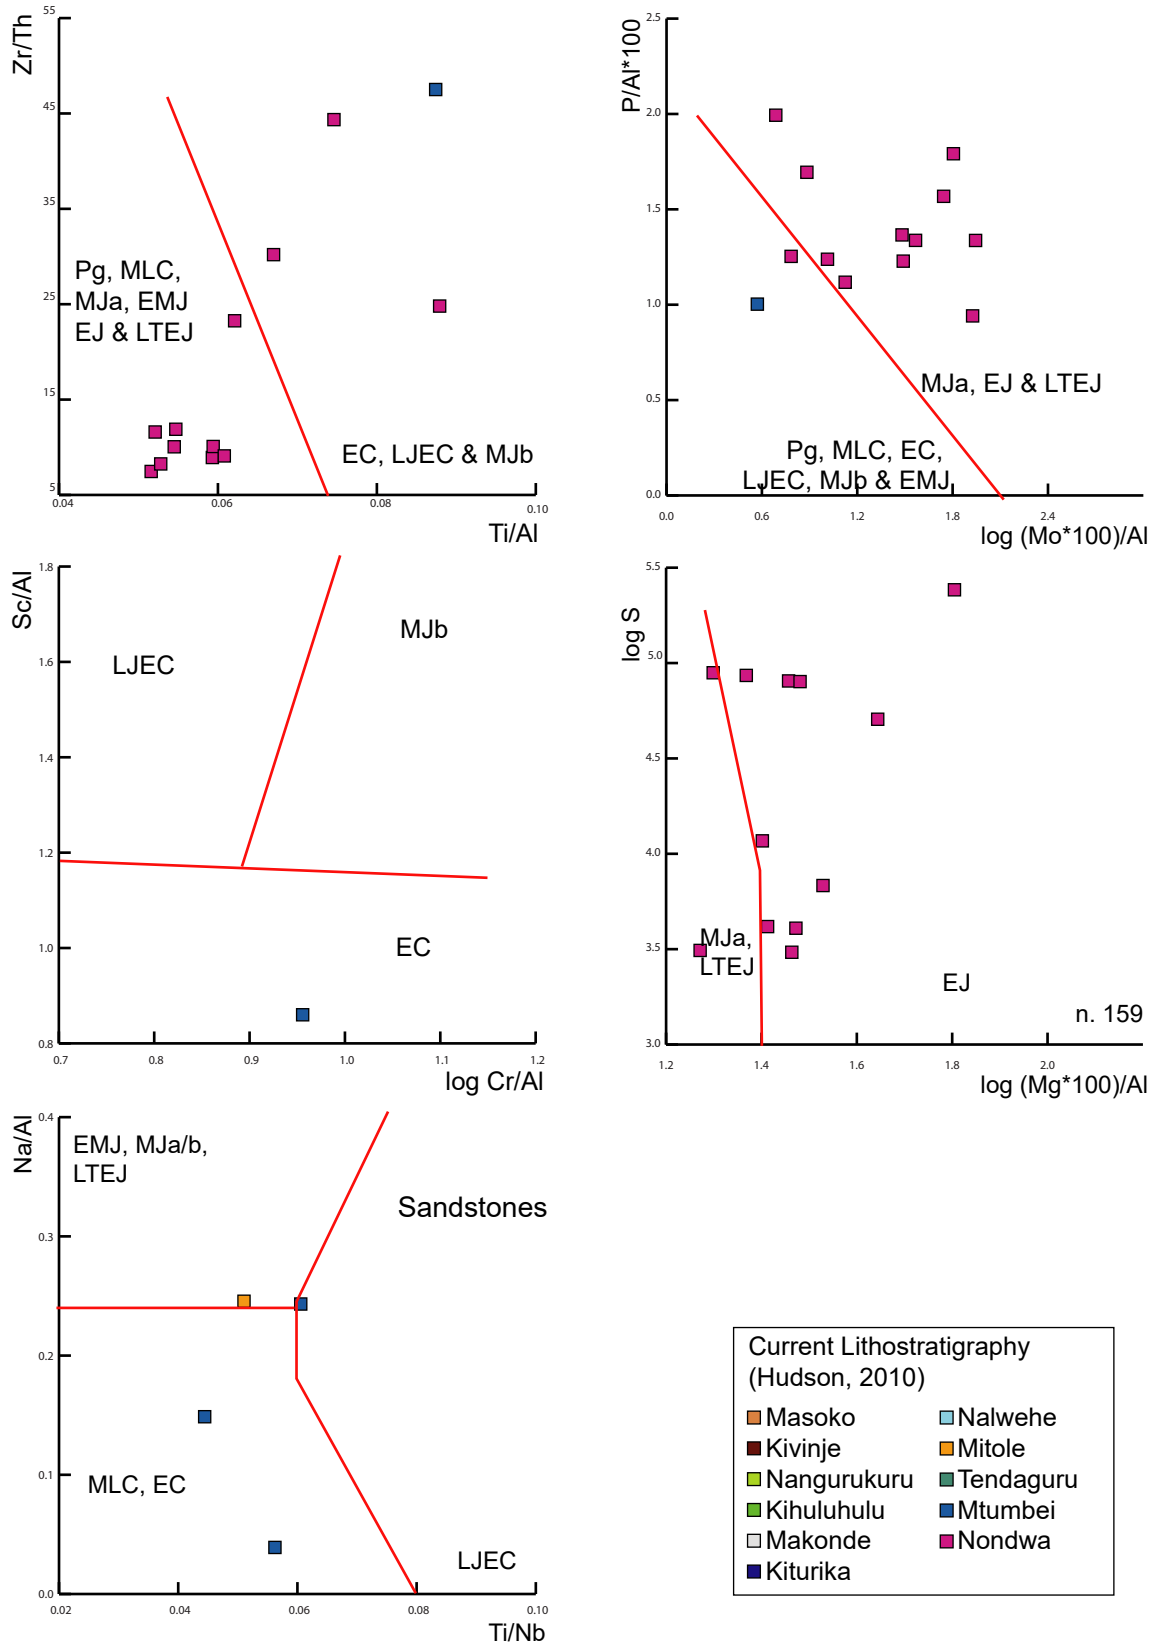 Zr/Th
55
45
35
25
15
5
Pg, MLC,
MJa, EMJ
EJ & LTEJ
EC, LJEC & MJb
0.04
0.06
0.08
0.10
Ti/Al
P/Al*100
2.5
2.0
1.5
1.0
0.5
0.0
MJa, EJ & LTEJ
Pg, MLC, EC,
LJEC, MJb & EMJ
0.0
0.6
1.2
1.8
2.4
log (Mo*100)/Al
Sc/Al
1.8
1.6
1.4
1.2
1.0
0.8
MJb
LJEC
EC
0.7
0.8
0.9
1.0
1.1
1.2
log Cr/Al
log S
5.5
5.0
4.5
4.0
3.5
3.0
MJa,
LTEJ
EJ
n. 159
1.2
1.4
1.6
1.8
2.0
log (Mg*100)/Al
Na/Al
0.4
0.3
0.2
0.1
0.0
EMJ, MJa/b,
LTEJ
Sandstones
MLC, EC
LJEC
0.02
0.04
0.06
0.08
0.10
Ti/Nb
Current Lithostratigraphy
(Hudson, 2010)
Masoko
Kivinje
Nangurukuru
Kihuluhulu
Makonde
Kiturika
Nalwehe
Mitole
Tendaguru
Mtumbei
Nondwa